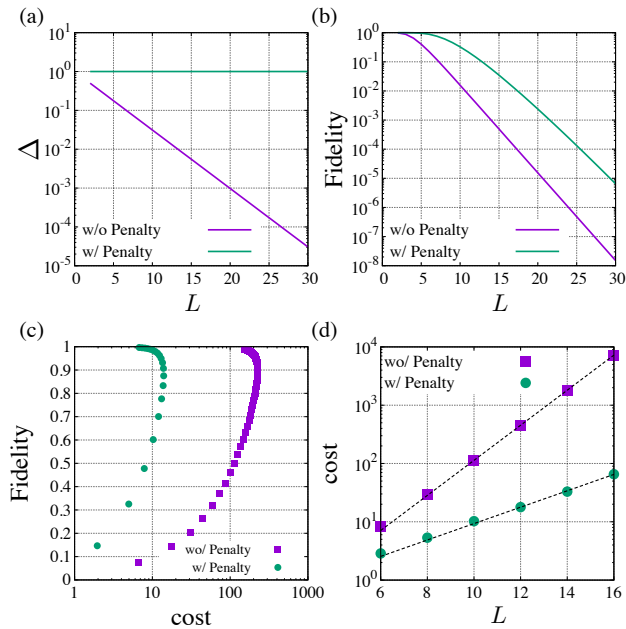 (a)
10^1
10^0
10^-1
10^-2
10^-3
10^-4
10^-5
Δ
w/o Penalty
w/ Penalty
0 5 10 15 20 25 30
L
(b)
10^0
10^-1
10^-2
10^-3
10^-4
10^-5
10^-6
10^-7
10^-8
Fidelity
w/o Penalty
w/ Penalty
0 5 10 15 20 25 30
L
(c)
1
0.9
0.8
0.7
0.6
0.5
0.4
0.3
0.2
0.1
0
Fidelity
wo/ Penalty
w/ Penalty
1 10 100 1000
cost
(d)
10^4
10^3
10^2
10^1
10^0
cost
wo/ Penalty
w/ Penalty
6 8 10 12 14 16
L